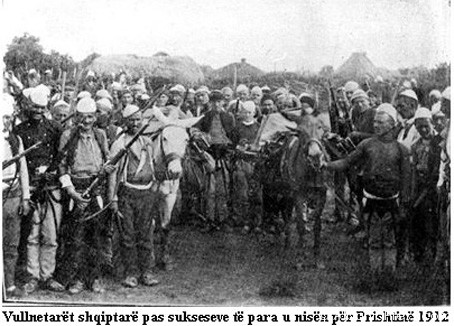 Vullnetarët shqiptarë pas sukseseve të para u nisën për Prishtinë 1912